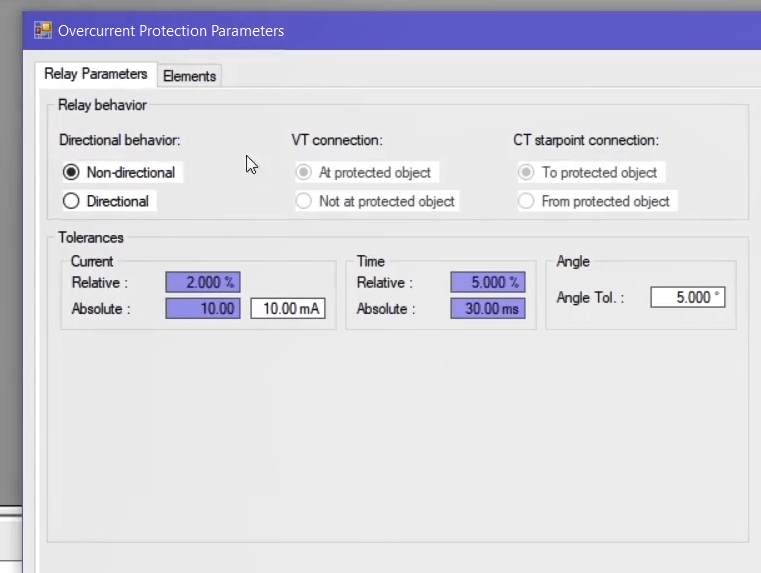 Overcurrent Protection Parameters
Relay Parameters Elements
Relay behavior
Directional behavior: VT connection: CT starpoint connection:
Non-directional At protected object To protected object
Directional Not at protected object From protected object
Tolerances
Current Time Angle
Relative : 2.000 % Relative : 5.000 %
Angle Tol. : 5.000 °
Absolute : 10.00 10.00 mA Absolute : 30.00 ms